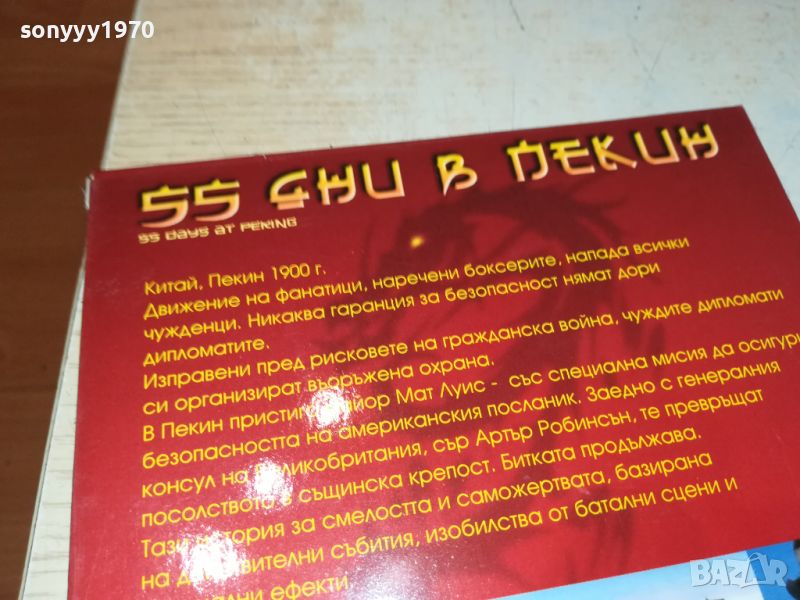 sonyyy1970
55 дни в Пекин
55 days at peking
Китай, Пекин 1900 г.
Движение на фанатици, наречени боксерите, напада всички
чужденци. Никаква гаранция за безопасност нямат дори
дипломатите.
Изправени пред рисковете на гражданска война, чуждите дипломати
си организират въоръжена охрана.
В Пекин пристига майор Мат Луис - със специална мисия да осигури
безопасността на американския посланик. Заедно с генералния
консул на Великобритания, сър Артър Робинсън, те превръщат
посолството в същинска крепост. Битката продължава.
Тази история за смелостта и саможертвата, базирана
на действителни събития, изобилства от батални сцени и
ефекти.
BAZAR